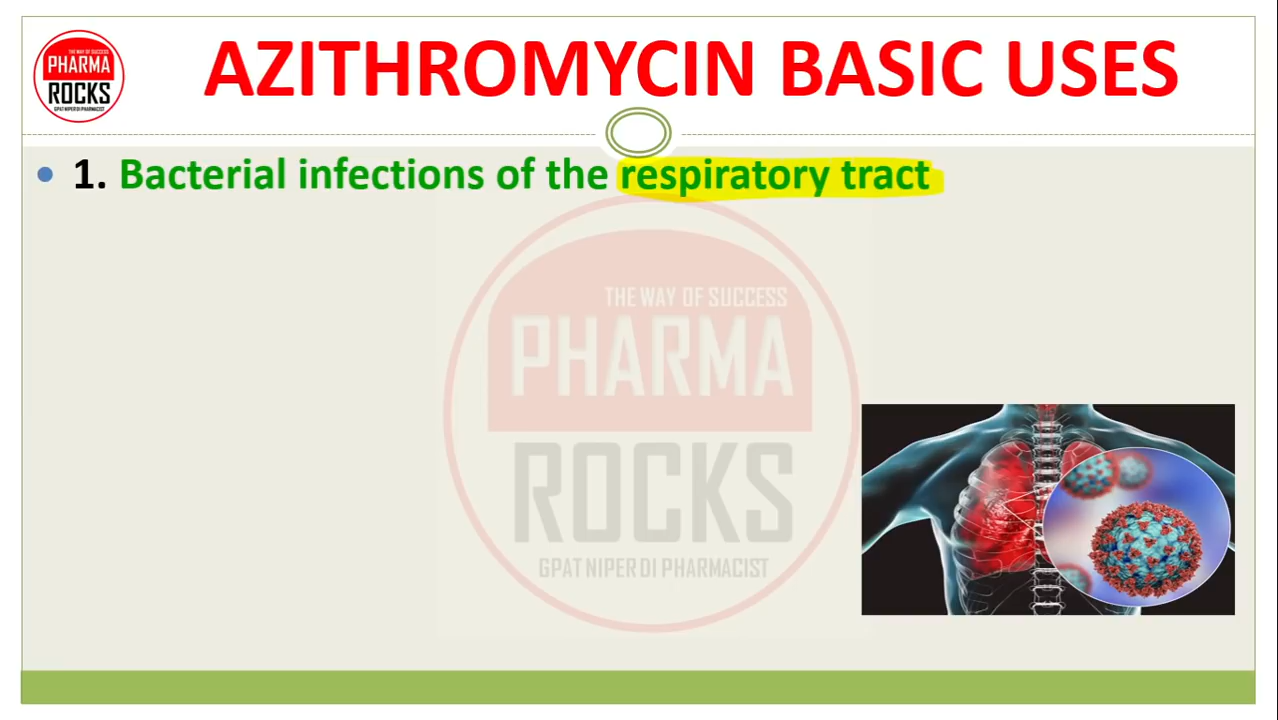 THE WAY OF SUCCESS
PHARMA
ROCKS
GPAT NIPER DI PHARMACIST
AZITHROMYCIN BASIC USES
• 1. Bacterial infections of the respiratory tract
THE WAY OF SUCCESS
PHARMA
ROCKS
GPAT NIPER DI PHARMACIST